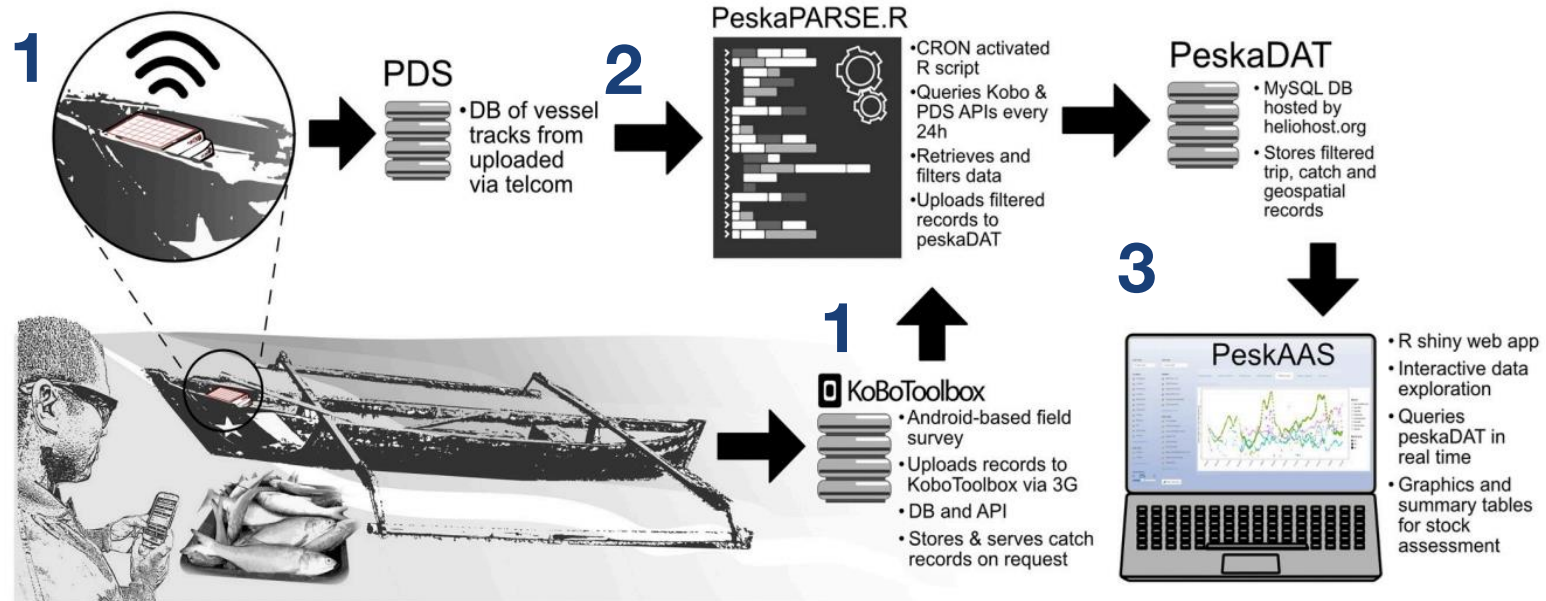 1
PDS
•DB of vessel
tracks from
uploaded
via telcom
2
PeskaPARSE.R
•CRON activated
R script
•Queries Kobo &
PDS APIs every
24h
•Retrieves and
filters data
•Uploads filtered
records to
peskaDAT
PeskaDAT
• MySQL DB
hosted by
heliohost.org
• Stores filtered
trip, catch and
geospatial
records
1
KoBoToolbox
•Android-based field
survey
•Uploads records to
KoboToolbox via 3G
•DB and API
•Stores & serves catch
records on request
3
PeskAAS
• R shiny web app
• Interactive data
exploration
• Queries
peskaDAT in
real time
• Graphics and
summary tables
for stock
assessment